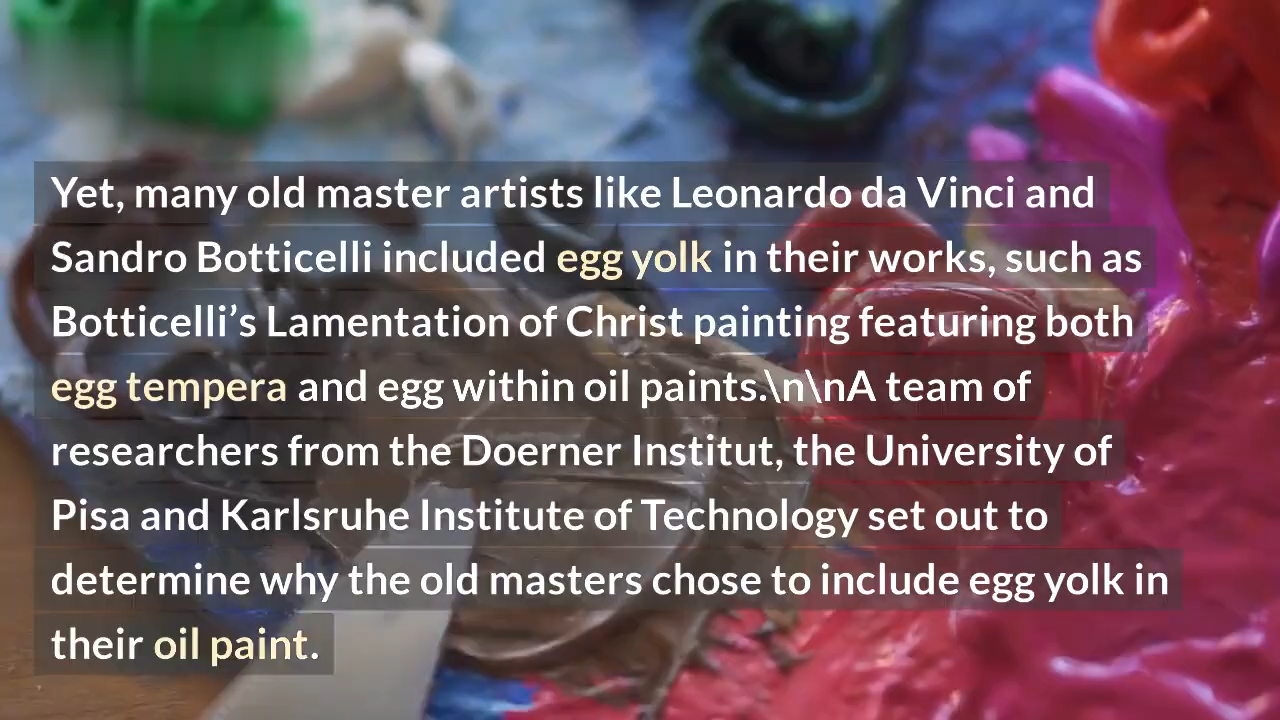 Yet, many old master artists like Leonardo da Vinci and
Sandro Botticelli included egg yolk in their works, such as
Botticelli’s Lamentation of Christ painting featuring both
egg tempera and egg within oil paints.\n\nA team of
researchers from the Doerner Institut, the University of
Pisa and Karlsruhe Institute of Technology set out to
determine why the old masters chose to include egg yolk in
their oil paint.